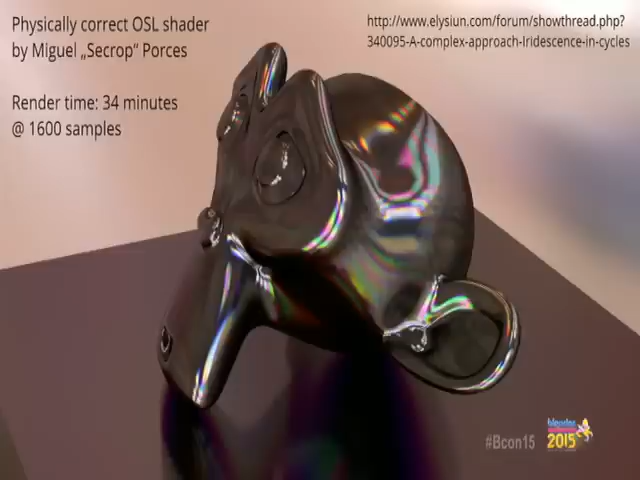 Physically correct OSL shader
by Miguel „Secrop“ Porces
Render time: 34 minutes
@ 1600 samples
http://www.elysiun.com/forum/showthread.php?
340095-A-complex-approach-Iridescence-in-cycles
#Bcon15
blender
2015